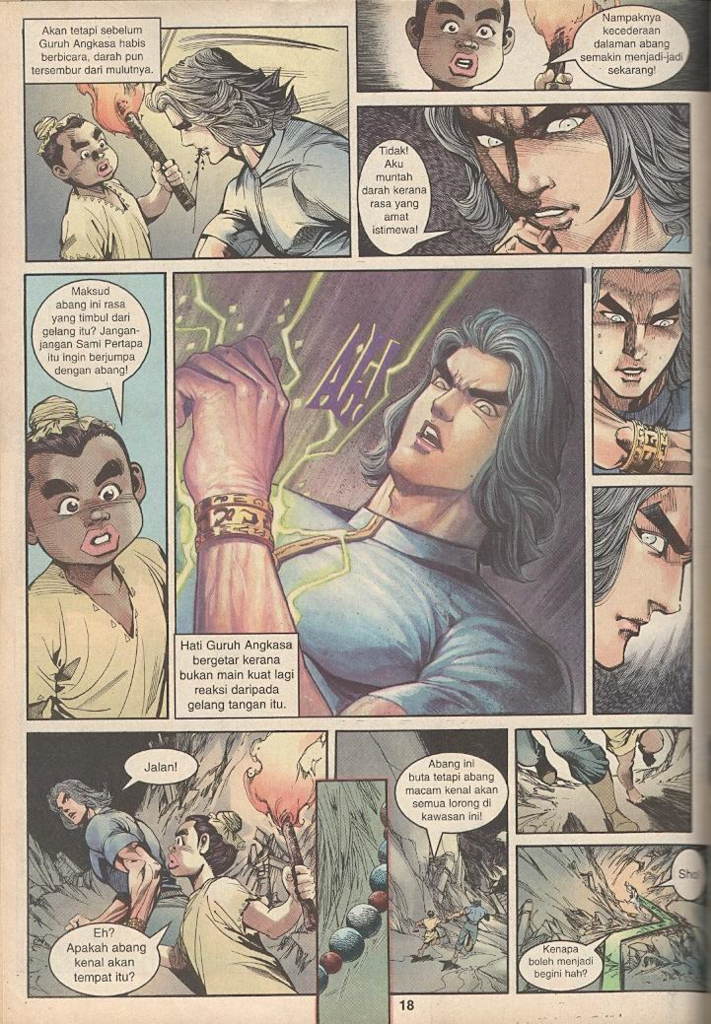 Akan tetapi sebelum
Guruh Angkasa habis
berbicara, darah pun
tersembur dari mulutnya.
Nampaknya
kecederaan
dalaman abang
semakin menjadi-jadi
sekarang!
Tidak!
Aku
muntah
darah kerana
rasa yang
amat
istimewa!
Maksud
abang ini rasa
yang timbul dari
gelang itu? Jangan-
jangan Sami Pertapa
itu ingin berjumpa
dengan abang!
AH!
Hati Guruh Angkasa
bergetar kerana
bukan main kuat lagi
reaksi daripada
gelang tangan itu.
Jalan!
Eh?
Apakah abang
kenal akan
tempat itu?
Abang ini
buta tetapi abang
macam kenal akan
semua lorong di
kawasan ini!
Kenapa
boleh menjadi
begini hah?
18